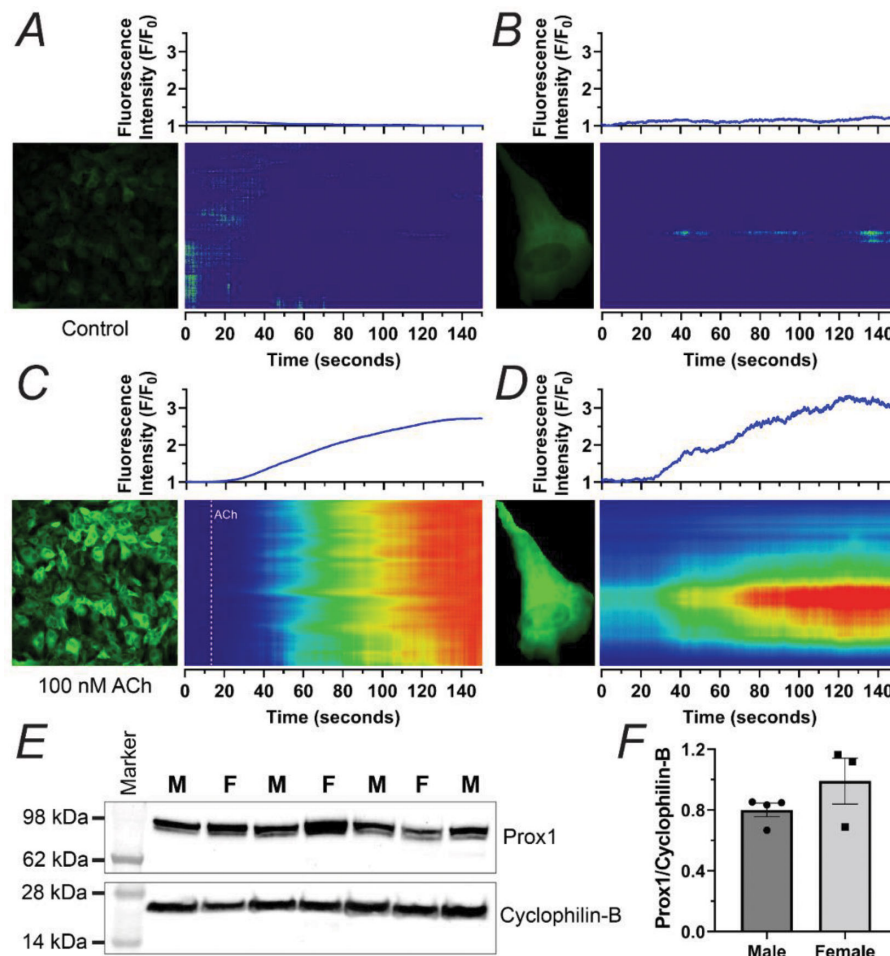 A
B
Fluorescence
Intensity (F/F₀)
3
2
1
Fluorescence
Intensity (F/F₀)
3
2
1
Control
0 20 40 60 80 100 120 140
Time (seconds)
0 20 40 60 80 100 120 140
Time (seconds)
C
D
Fluorescence
Intensity (F/F₀)
3
2
1
Fluorescence
Intensity (F/F₀)
3
2
1
ACh
100 nM ACh
0 20 40 60 80 100 120 140
Time (seconds)
0 20 40 60 80 100 120 140
Time (seconds)
E
Marker
M F M F M F M
98 kDa
62 kDa
Prox1
28 kDa
14 kDa
Cyclophilin-B
F
Prox1/Cyclophilin-B
1.2
0.8
0.4
0.0
Male Female